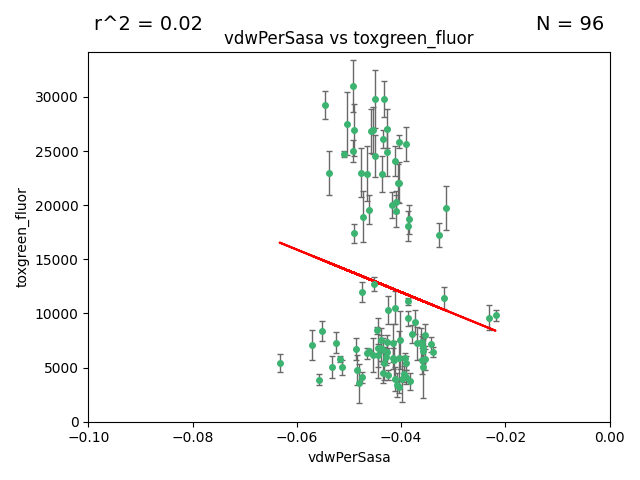 r^2 = 0.02
N = 96
vdwPerSasa vs toxgreen_fluor
toxgreen_fluor
30000
25000
20000
15000
10000
5000
0
−0.10
−0.08
−0.06
−0.04
−0.02
0.00
vdwPerSasa